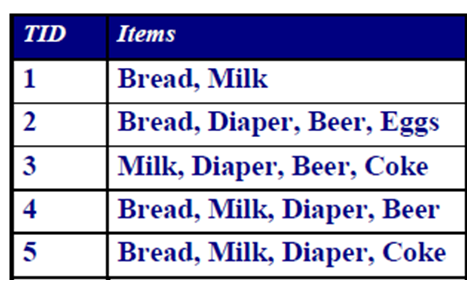 TID Items
1 Bread, Milk
2 Bread, Diaper, Beer, Eggs
3 Milk, Diaper, Beer, Coke
4 Bread, Milk, Diaper, Beer
5 Bread, Milk, Diaper, Coke